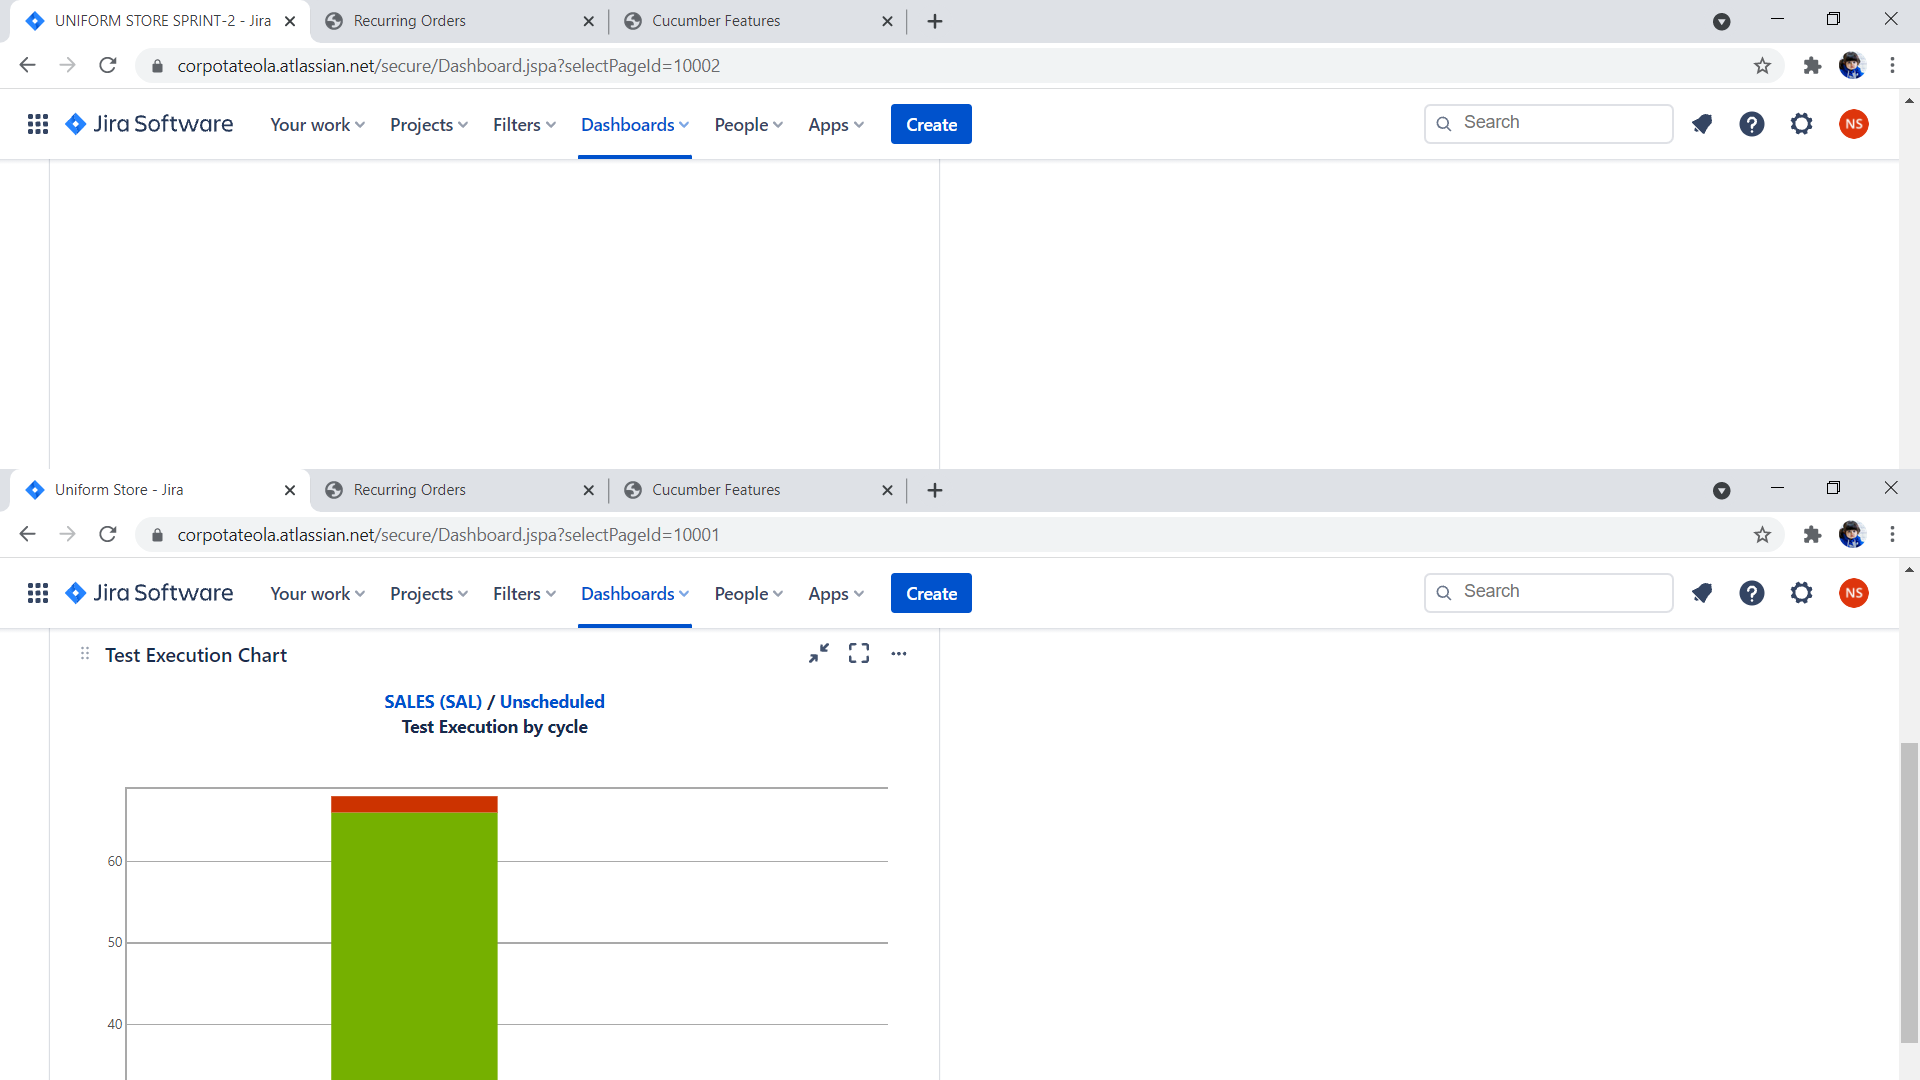 UNIFORM STORE SPRINT-2 - Jira
Recurring Orders
Cucumber Features
corpotateola.atlassian.net/secure/Dashboard.jspa?selectPageId=10002
Jira Software
Your work
Projects
Filters
Dashboards
People
Apps
Create
Search
NS
Uniform Store - Jira
Recurring Orders
Cucumber Features
corpotateola.atlassian.net/secure/Dashboard.jspa?selectPageId=10001
Jira Software
Your work
Projects
Filters
Dashboards
People
Apps
Create
Search
NS
Test Execution Chart
SALES (SAL) / Unscheduled
Test Execution by cycle
60
50
40